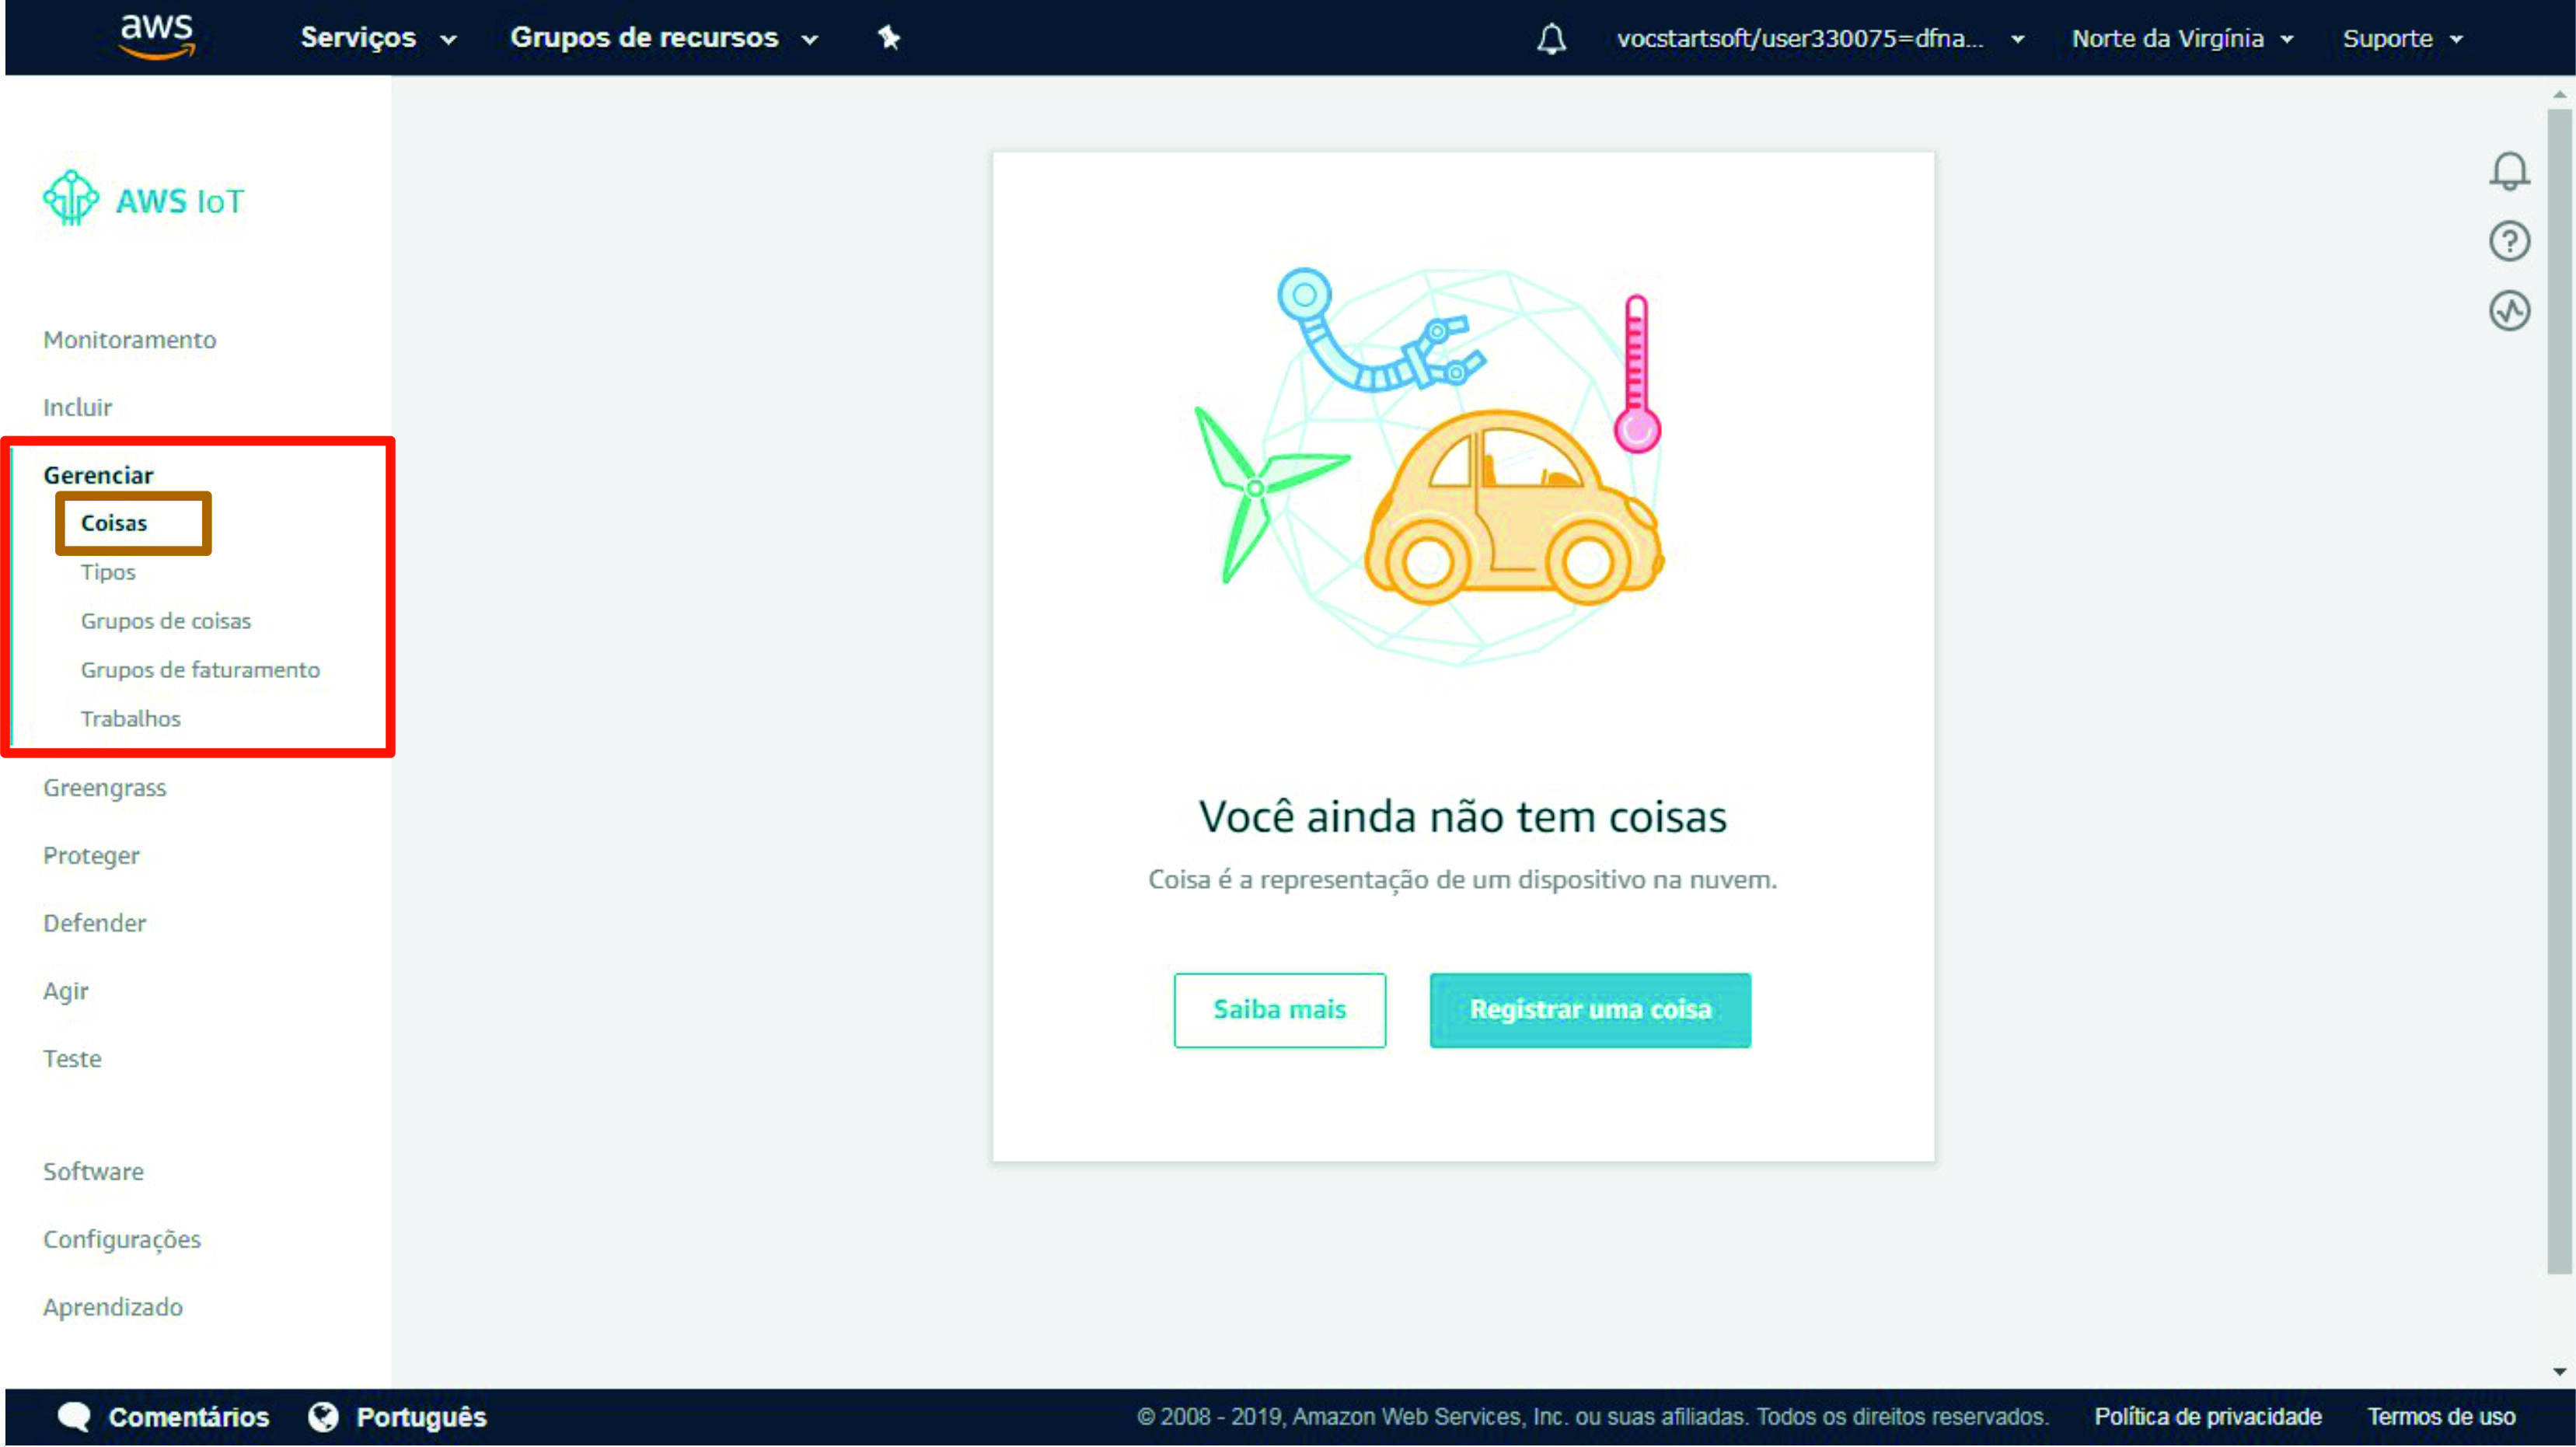 aws Serviços Grupos de recursos vocstartsoft/user330075=dfna... Norte da Virgínia Suporte
AWS IoT
Monitoramento
Incluir
Gerenciar
Coisas
Tipos
Grupos de coisas
Grupos de faturamento
Trabalhos
Greengrass
Proteger
Defender
Agir
Teste
Software
Configurações
Aprendizado
Você ainda não tem coisas
Coisa é a representação de um dispositivo na nuvem.
Saiba mais Registrar uma coisa
Comentários Português © 2008 - 2019, Amazon Web Services, Inc. ou suas afiliadas. Todos os direitos reservados. Política de privacidade Termos de uso